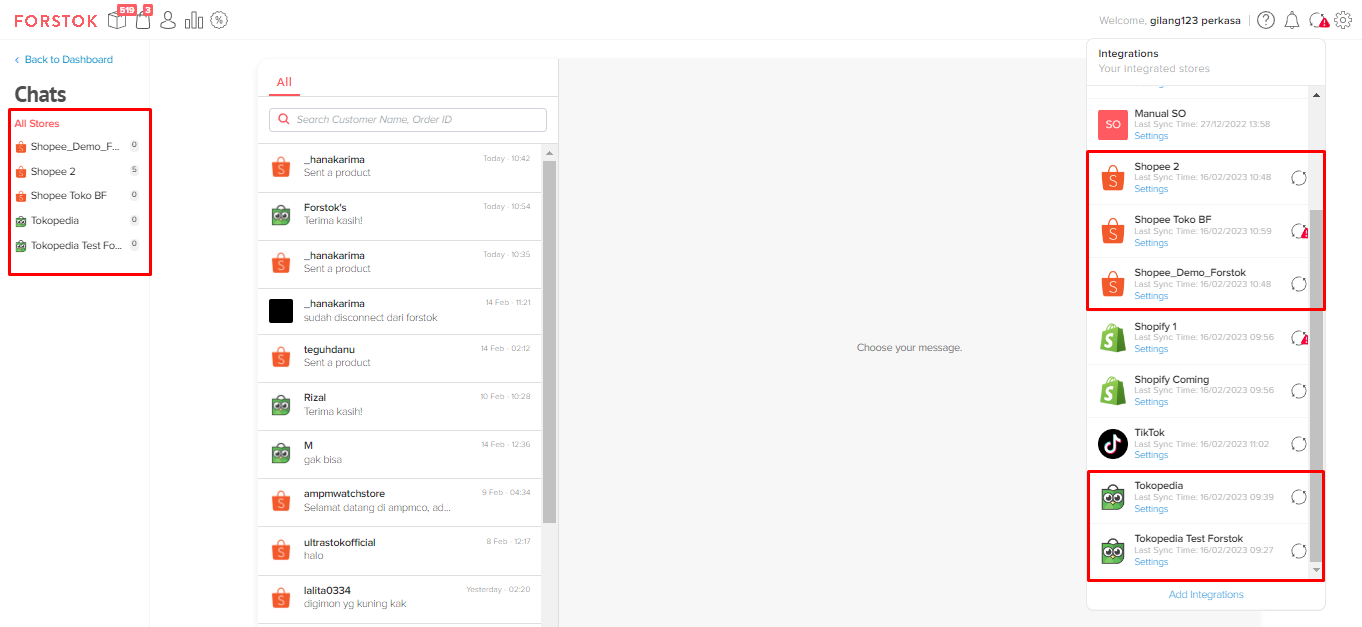 FORSTOK
519
3
Welcome, gilang123 perkasa
‹ Back to Dashboard
Chats
All Stores
Shopee_Demo_F... 0
Shopee 2 5
Shopee Toko BF 0
Tokopedia 0
Tokopedia Test Fo... 0
All
Search Customer Name, Order ID
_hanakarima Today - 10:42
Sent a product
Forstok's Today - 10:54
Terima kasih!
_hanakarima Today - 10:35
Sent a product
_hanakarima 14 Feb - 11:21
sudah disconnect dari forstok
teguhdanu 14 Feb - 02:12
Sent a product
Rizal 10 Feb - 10:28
Terima kasih!
M 14 Feb - 12:36
gak bisa
ampmwatchstore 9 Feb - 04:34
Selamat datang di ampmco, ad...
ultrastokofficial 8 Feb - 12:17
halo
lalita0334 Yesterday - 02:20
digimon yg kuning kak
Choose your message.
Integrations
Your integrated stores
SO
Manual SO
Last Sync Time: 27/12/2022 13:58
Settings
Shopee 2
Last Sync Time: 16/02/2023 10:48
Settings
Shopee Toko BF
Last Sync Time: 16/02/2023 10:59
Settings
Shopee_Demo_Forstok
Last Sync Time: 16/02/2023 10:48
Settings
Shopify 1
Last Sync Time: 16/02/2023 09:56
Settings
Shopify Coming
Last Sync Time: 16/02/2023 09:56
Settings
TikTok
Last Sync Time: 16/02/2023 11:02
Settings
Tokopedia
Last Sync Time: 16/02/2023 09:39
Settings
Tokopedia Test Forstok
Last Sync Time: 16/02/2023 09:27
Settings
Add Integrations